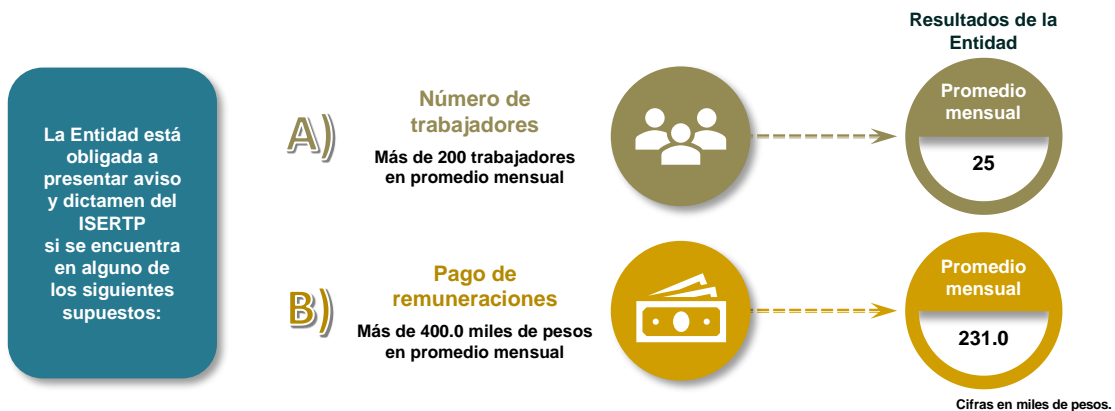 La Entidad está
obligada a
presentar aviso
y dictamen del
ISERTP
si se encuentra
en alguno de
los siguientes
supuestos:
A)
Número de
trabajadores
Más de 200 trabajadores
en promedio mensual
Resultados de la
Entidad
Promedio
mensual
25
B)
Pago de
remuneraciones
Más de 400.0 miles de pesos
en promedio mensual
Promedio
mensual
231.0
Cifras en miles de pesos.